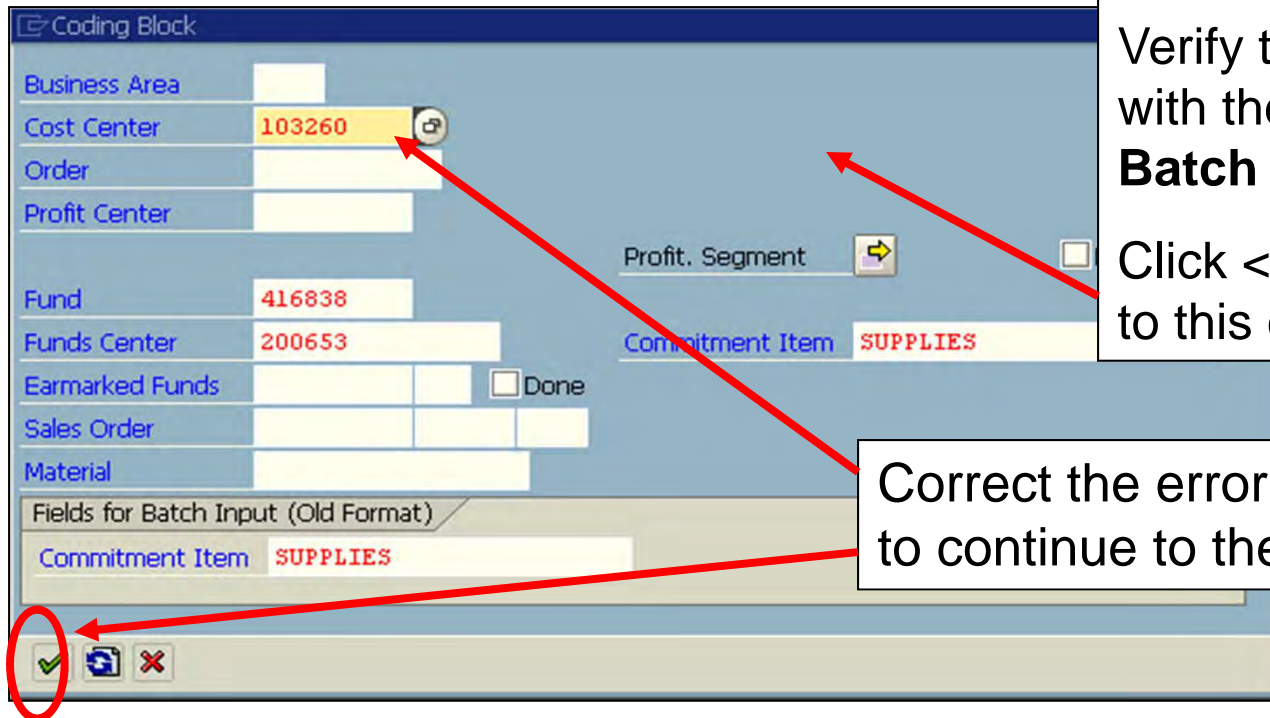 Coding Block
Business Area
Cost Center 103260
Order
Profit Center
Profit. Segment
Fund 416838
Funds Center 200653 Commitment Item SUPPLIES
Earmarked Funds Done
Sales Order
Material
Fields for Batch Input (Old Format)
Commitment Item SUPPLIES
Verify t
with the
Batch
Click <
to this
Correct the error
to continue to the